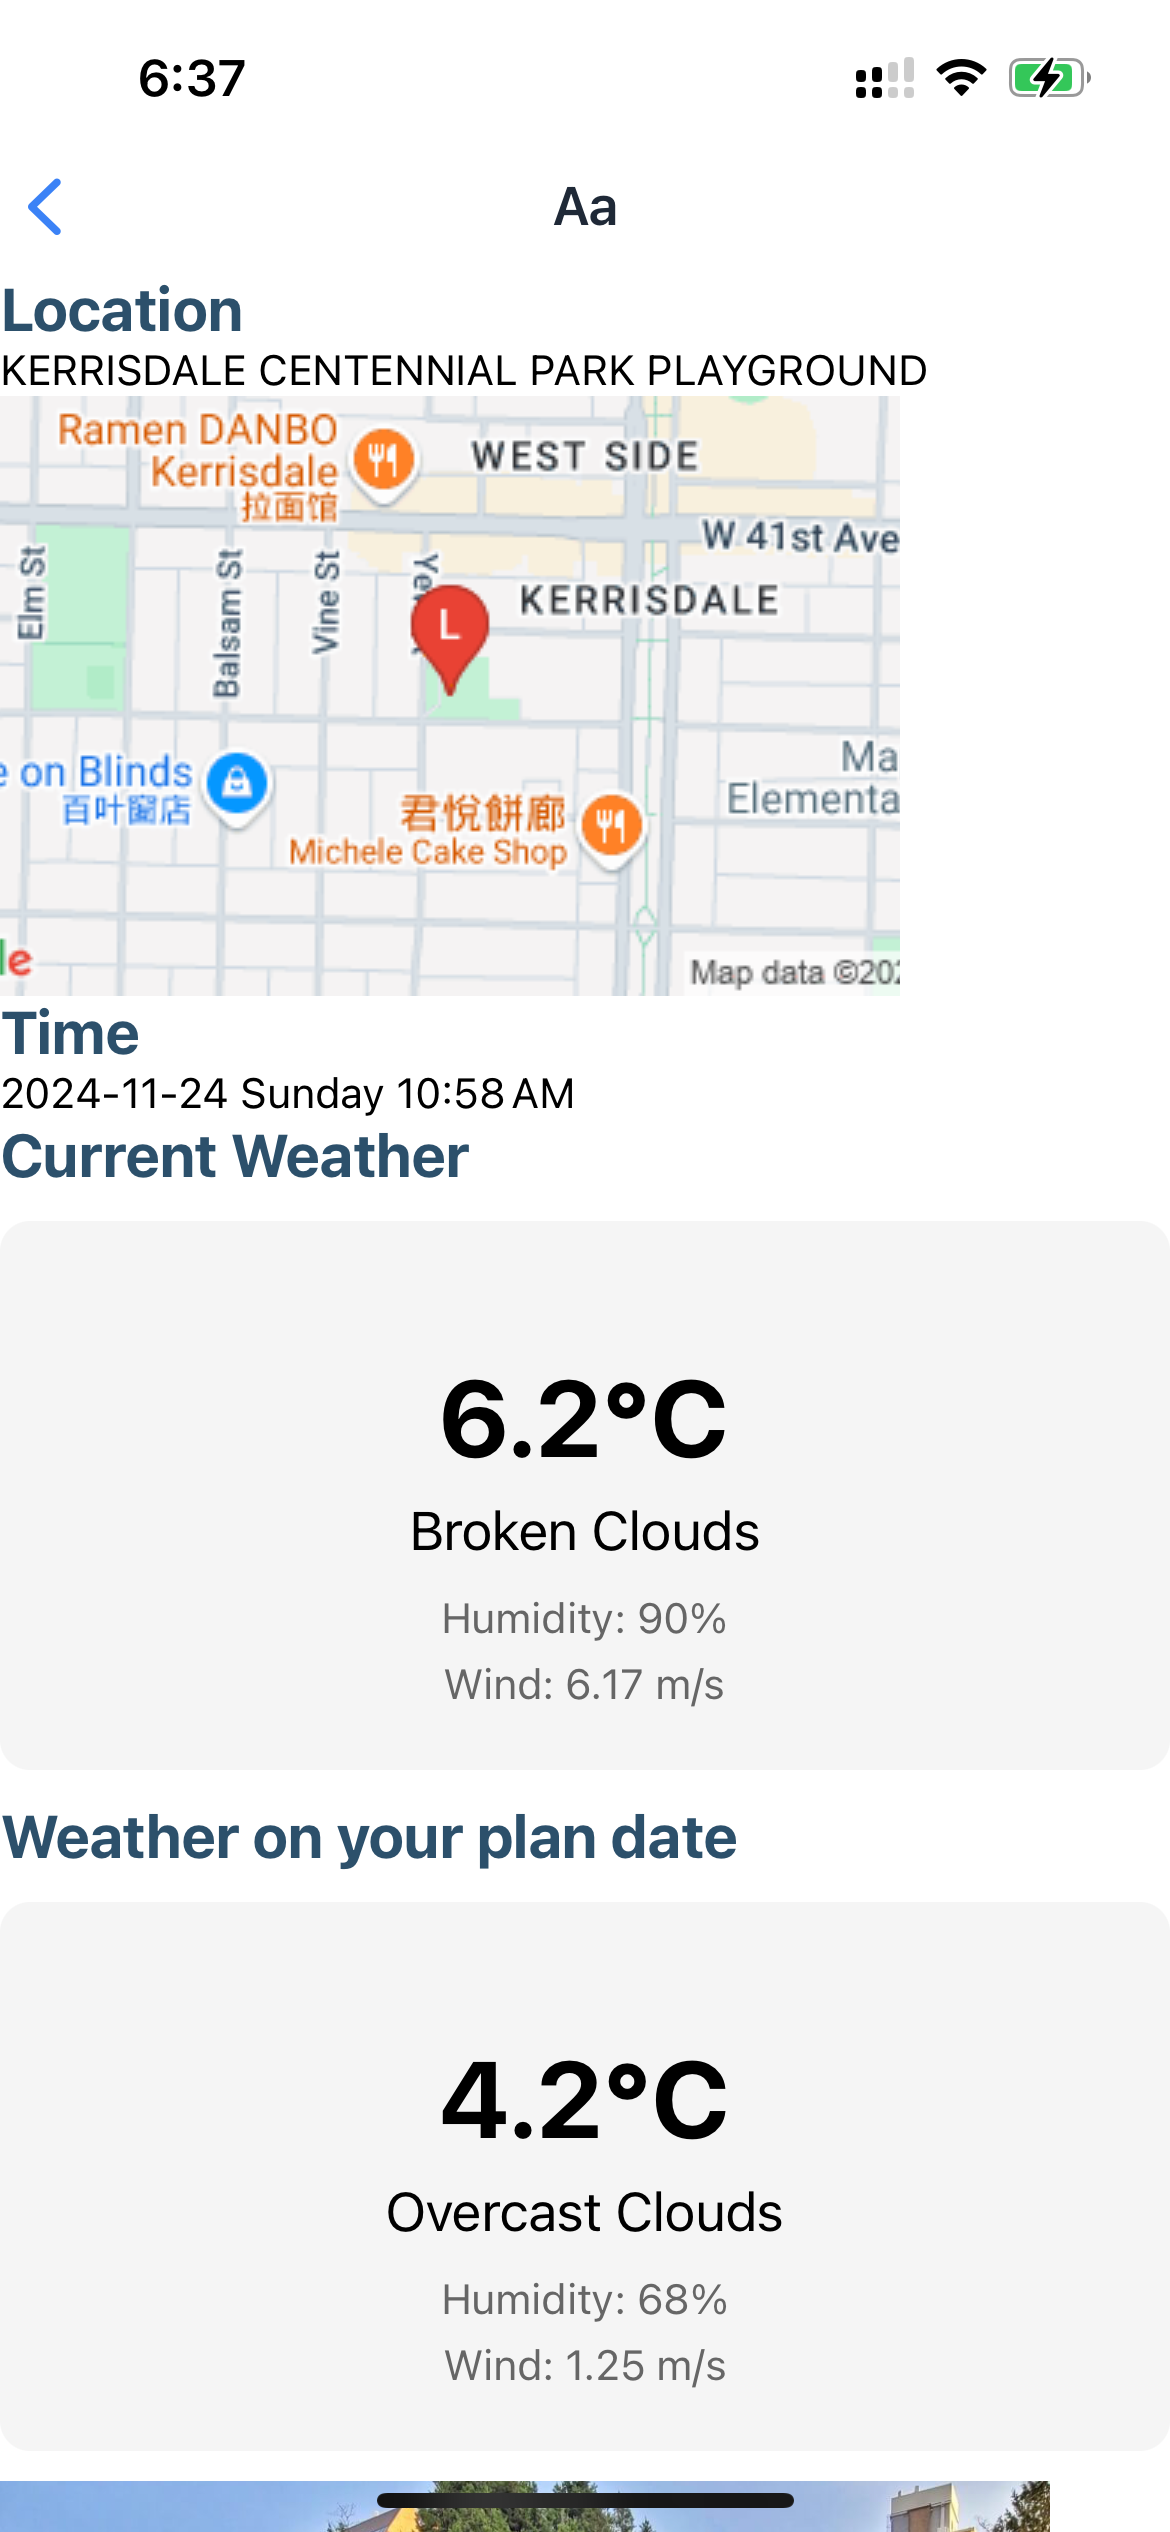 6:37
Aa
Location
KERRISDALE CENTENNIAL PARK PLAYGROUND
Ramen DANBO
Kerrisdale
拉面馆
WEST SIDE
W 41st Ave
Elm St
Balsam St
Vine St
KERRISDALE
L
e on Blinds
百叶窗店
君悅餅廊
Michele Cake Shop
Ma
Elementa
le
Map data ©202
Time
2024-11-24 Sunday 10:58 AM
Current Weather
6.2°C
Broken Clouds
Humidity: 90%
Wind: 6.17 m/s
Weather on your plan date
4.2°C
Overcast Clouds
Humidity: 68%
Wind: 1.25 m/s